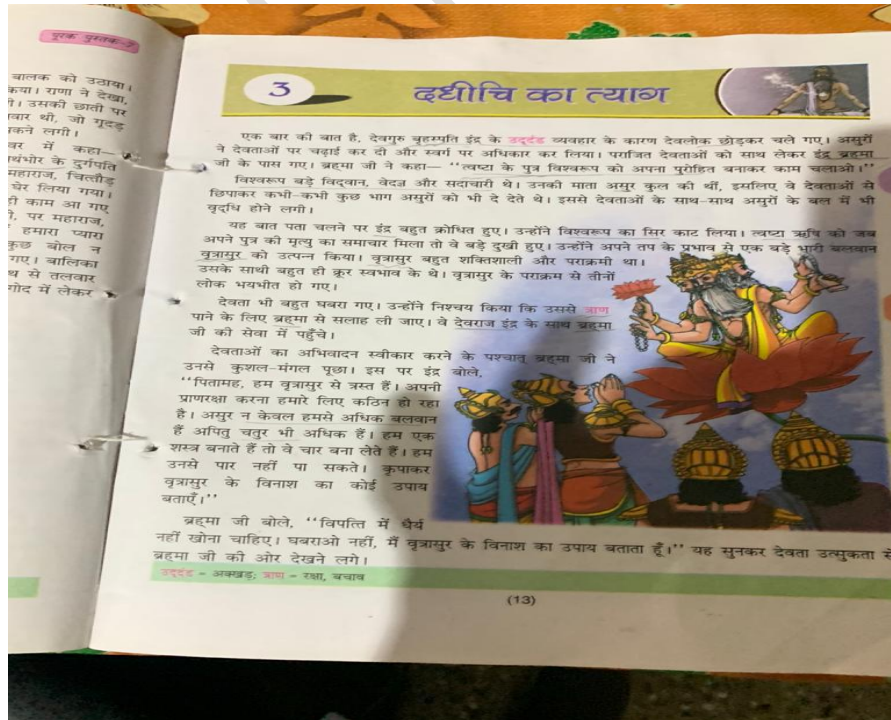 पूरक पुस्तक-7
बालक को उठाया।
किया। राणा ने देखा,
ी। उसकी छाती पर
वार थी, जो गूदड़
कने लगी।
वर में कहा—
थंभोर के दुर्गपति
महाराज, चित्तौड़
घेर लिया गया।
ही काम आ गए
, पर महाराज,
हमारा प्यारा
कुछ बोल न
गए। बालिका
थ से तलवार
गोद में लेकर
3
दधीचि का त्याग
एक बार की बात है, देवगुरु बृहस्पति इंद्र के उद्दंड व्यवहार के कारण देवलोक छोड़कर चले गए। असुरों
ने देवताओं पर चढ़ाई कर दी और स्वर्ग पर अधिकार कर लिया। पराजित देवताओं को साथ लेकर इंद्र ब्रह्मा
जी के पास गए। ब्रह्मा जी ने कहा— ‘‘त्वष्टा के पुत्र विश्वरूप को अपना पुरोहित बनाकर काम चलाओ।’’
विश्वरूप बड़े विद्वान, वेदज्ञ और सदाचारी थे। उनकी माता असुर कुल की थीं, इसलिए वे देवताओं से
छिपाकर कभी-कभी कुछ भाग असुरों को भी दे देते थे। इससे देवताओं के साथ-साथ असुरों के बल में भी
वृद्धि होने लगी।
यह बात पता चलने पर इंद्र बहुत क्रोधित हुए। उन्होंने विश्वरूप का सिर काट लिया। त्वष्टा ऋषि को जब
अपने पुत्र की मृत्यु का समाचार मिला तो वे बड़े दुखी हुए। उन्होंने अपने तप के प्रभाव से एक बड़े भारी बलवान
वृत्रासुर को उत्पन्न किया। वृत्रासुर बहुत शक्तिशाली और पराक्रमी था।
उसके साथी बहुत ही क्रूर स्वभाव के थे। वृत्रासुर के पराक्रम से तीनों
लोक भयभीत हो गए।
देवता भी बहुत घबरा गए। उन्होंने निश्चय किया कि उससे त्राण
पाने के लिए ब्रह्मा से सलाह ली जाए। वे देवराज इंद्र के साथ ब्रह्मा
जी की सेवा में पहुँचे।
देवताओं का अभिवादन स्वीकार करने के पश्चात् ब्रह्मा जी ने
उनसे कुशल-मंगल पूछा। इस पर इंद्र बोले,
‘‘पितामह, हम वृत्रासुर से त्रस्त हैं। अपनी
प्राणरक्षा करना हमारे लिए कठिन हो रहा
है। असुर न केवल हमसे अधिक बलवान
हैं अपितु चतुर भी अधिक हैं। हम एक
शस्त्र बनाते हैं तो वे चार बना लेते हैं। हम
उनसे पार नहीं पा सकते। कृपाकर
वृत्रासुर के विनाश का कोई उपाय
बताएँ।’’
ब्रह्मा जी बोले, ‘‘विपत्ति में धैर्य
नहीं खोना चाहिए। घबराओ नहीं, मैं वृत्रासुर के विनाश का उपाय बताता हूँ।’’ यह सुनकर देवता उत्सुकता से
ब्रह्मा जी की ओर देखने लगे।
उद्दंड = अक्खड़; त्राण = रक्षा, बचाव
(13)